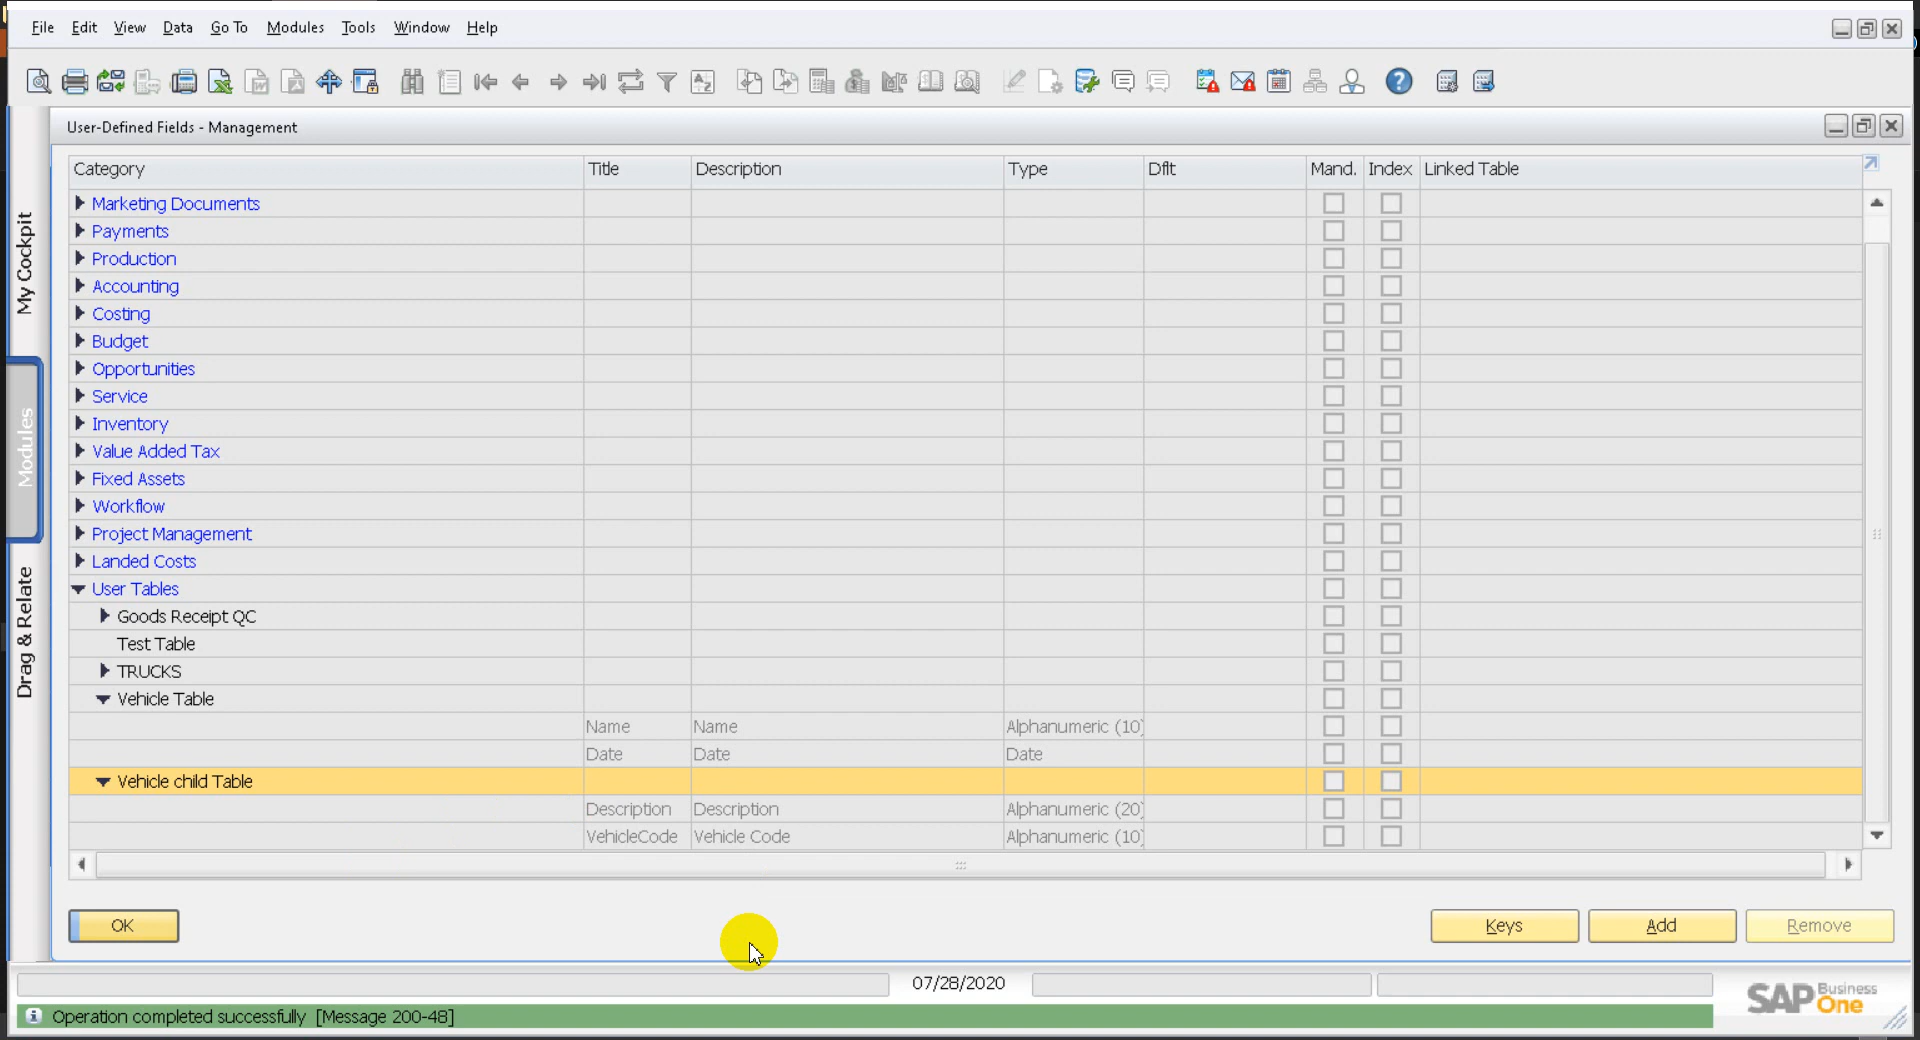 File Edit View Data Go To Modules Tools Window Help
User-Defined Fields - Management
Category Title Description Type Dflt Mand. Index Linked Table
Marketing Documents
Payments
Production
Accounting
Costing
Budget
Opportunities
Service
Inventory
Value Added Tax
Fixed Assets
Workflow
Project Management
Landed Costs
User Tables
Goods Receipt QC
Test Table
TRUCKS
Vehicle Table
Name Name Alphanumeric (10)
Date Date Date
Vehicle child Table
Description Description Alphanumeric (20)
VehicleCode Vehicle Code Alphanumeric (10)
My Cockpit
Modules
Drag & Relate
OK Keys Add Remove
07/28/2020
SAP Business One
Operation completed successfully [Message 200-48]